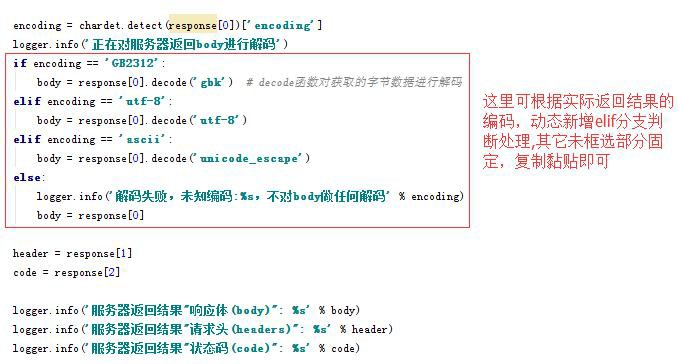 encoding = chardet.detect(response[0])['encoding']
logger.info('正在对服务器返回body进行解码')
if encoding == 'GB2312':
body = response[0].decode('gbk')  # decode函数对获取的字节数据进行解码
elif encoding == 'utf-8':
body = response[0].decode('utf-8')
elif encoding == 'ascii':
body = response[0].decode('unicode_escape')
else:
logger.info('解码失败，未知编码:%s，不对body做任何解码' % encoding)
body = response[0]
这里可根据实际返回结果的
编码，动态新增elif分支判
断处理,其它未框选部分固
定，复制黏贴即可
header = response[1]
code = response[2]
logger.info('服务器返回结果"响应体(body)": %s' % body)
logger.info('服务器返回结果"请求头(headers)": %s' % header)
logger.info('服务器返回结果"状态码(code)": %s' % code)